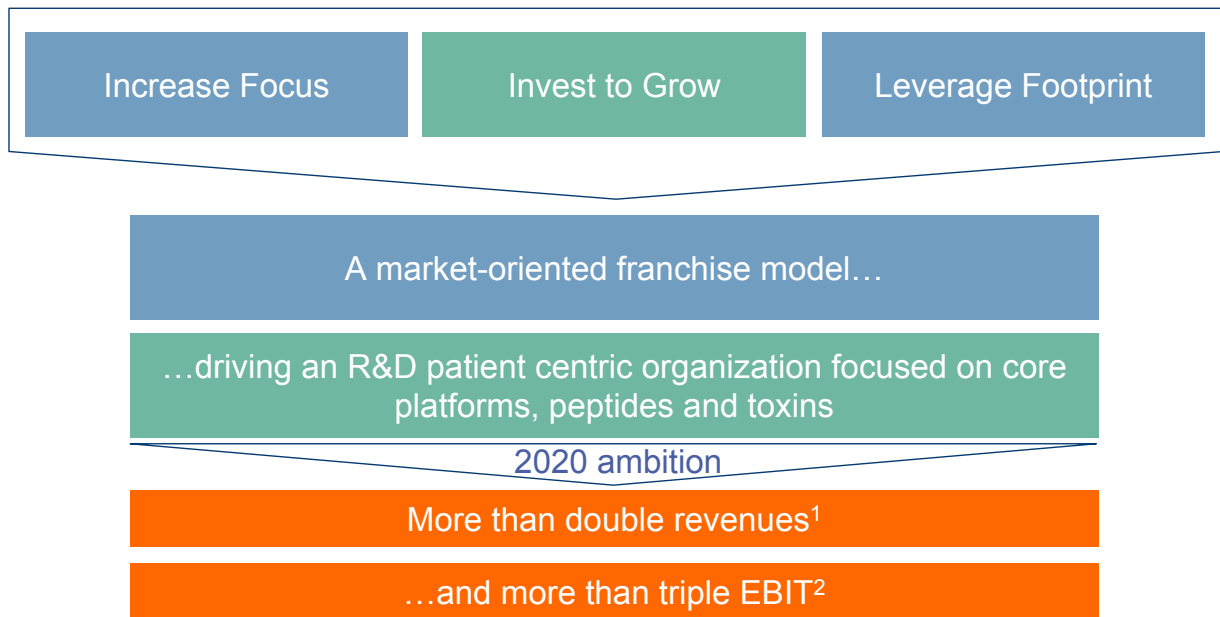 Increase Focus
Invest to Grow
Leverage Footprint
A market-oriented franchise model…
…driving an R&D patient centric organization focused on core
platforms, peptides and toxins
2020 ambition
More than double revenues¹
…and more than triple EBIT²